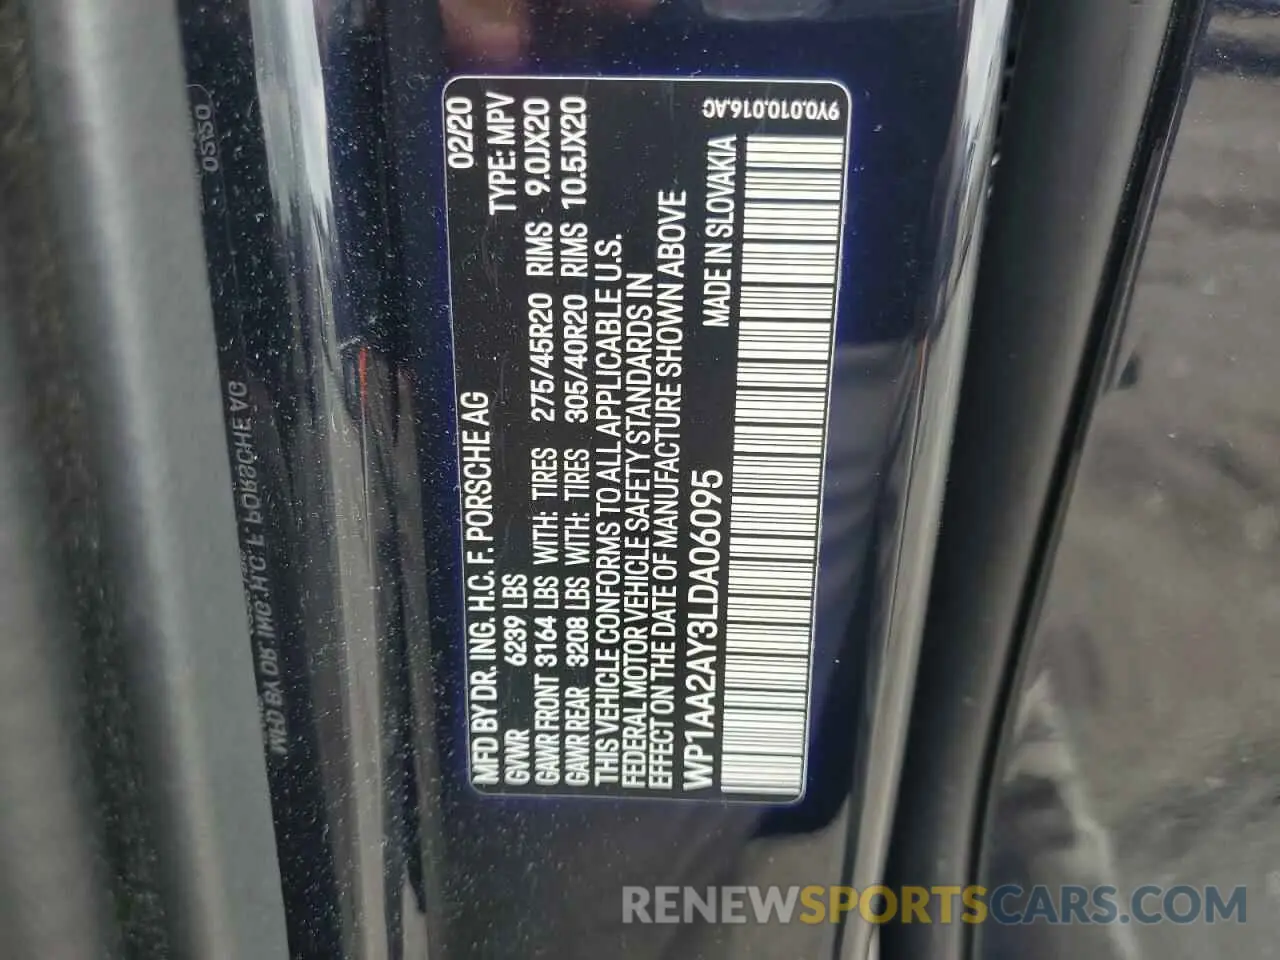 MFD BY DR. ING. H.C. F. PORSCHE AG 02/20
GVWR 6239 LBS TYPE: MPV
GAWR FRONT 3164 LBS WITH: TIRES 275/45R20 RIMS 9.0JX20
GAWR REAR 3208 LBS WITH: TIRES 305/40R20 RIMS 10.5JX20
THIS VEHICLE CONFORMS TO ALL APPLICABLE U.S.
FEDERAL MOTOR VEHICLE SAFETY STANDARDS IN
EFFECT ON THE DATE OF MANUFACTURE SHOWN ABOVE
WP1AA2AY3LDA06095 MADE IN SLOVAKIA
9Y0.010.016.AC
RENEWSPORTSCARS.COM